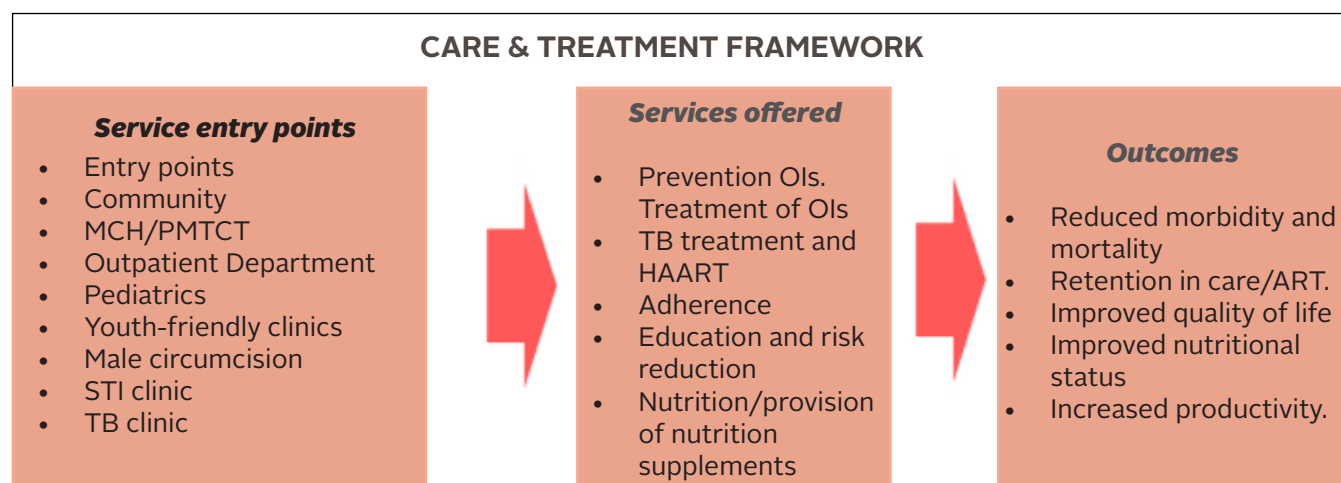 CARE & TREATMENT FRAMEWORK
Service entry points
• Entry points
• Community
• MCH/PMTCT
• Outpatient Department
• Pediatrics
• Youth-friendly clinics
• Male circumcision
• STI clinic
• TB clinic
Services offered
• Prevention OIs.
Treatment of OIs
• TB treatment and
HAART
• Adherence
• Education and risk
reduction
• Nutrition/provision
of nutrition
supplements
Outcomes
• Reduced morbidity and
mortality
• Retention in care/ART.
• Improved quality of life
• Improved nutritional
status
• Increased productivity.